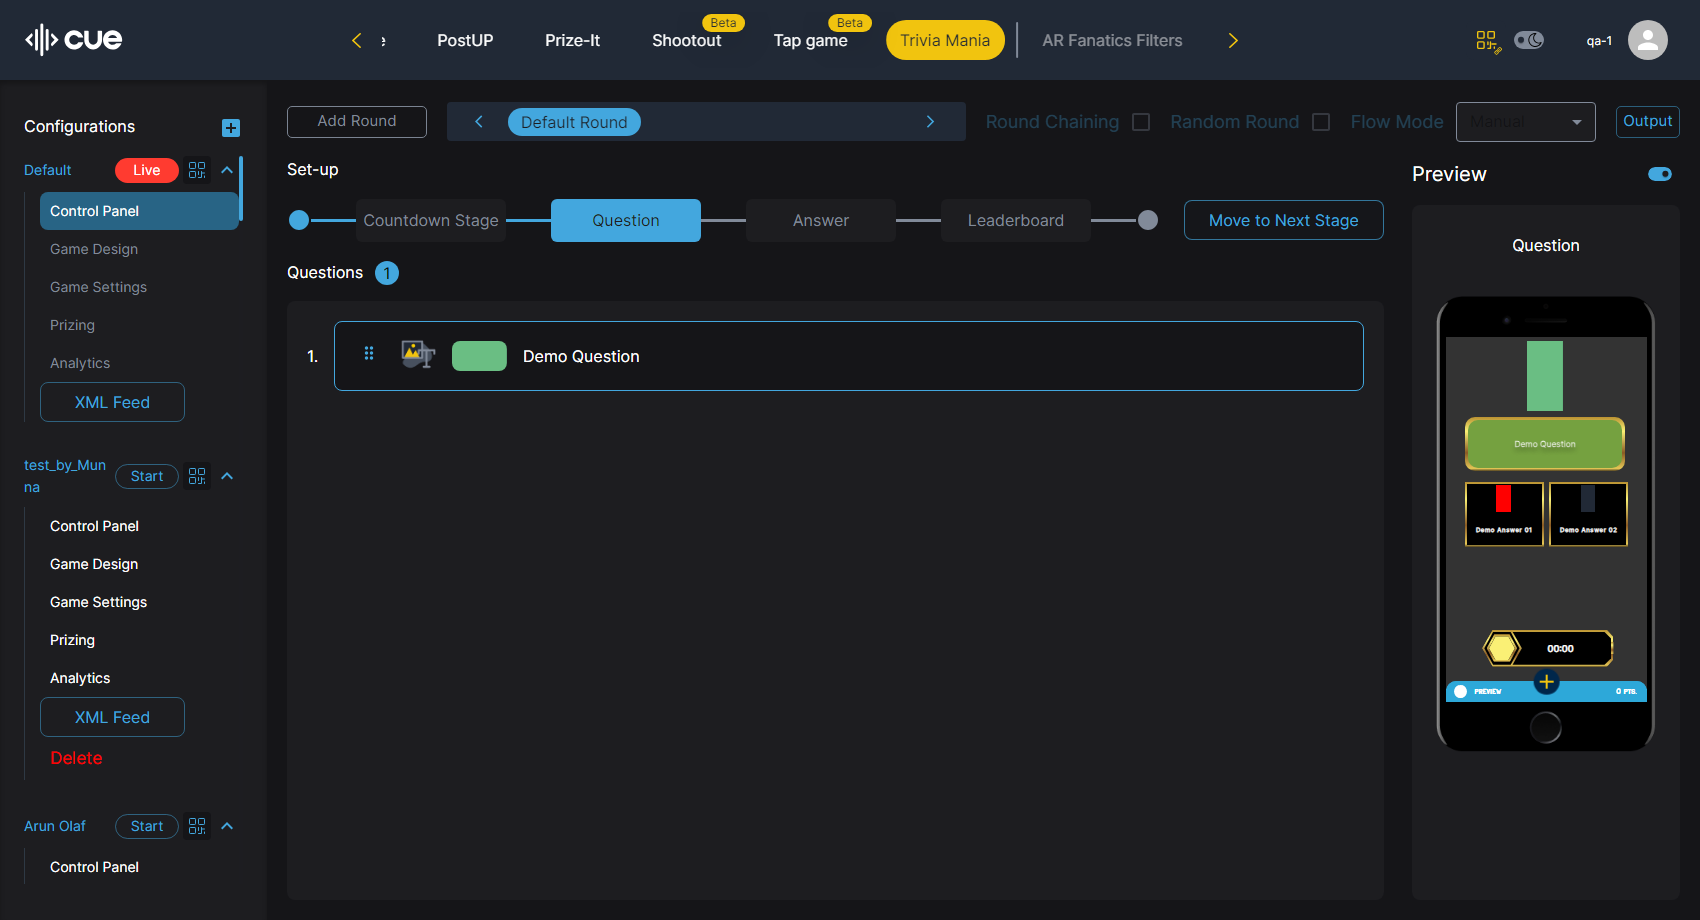 cue
PostUP
Prize-It
Shootout
Beta
Tap game
Beta
Trivia Mania
AR Fanatics Filters
qa-1
Configurations
Default
Live
Control Panel
Game Design
Game Settings
Prizing
Analytics
XML Feed
test_by_Mun
na
Start
Control Panel
Game Design
Game Settings
Prizing
Analytics
XML Feed
Delete
Arun Olaf
Start
Control Panel
Add Round
Default Round
Round Chaining
Random Round
Flow Mode
Manual
Output
Set-up
Countdown Stage
Question
Answer
Leaderboard
Move to Next Stage
Questions 1
1. Demo Question
Preview
Question
Demo Question
Demo Answer 01
Demo Answer 02
00:00
PREVIEW
0 PTS.